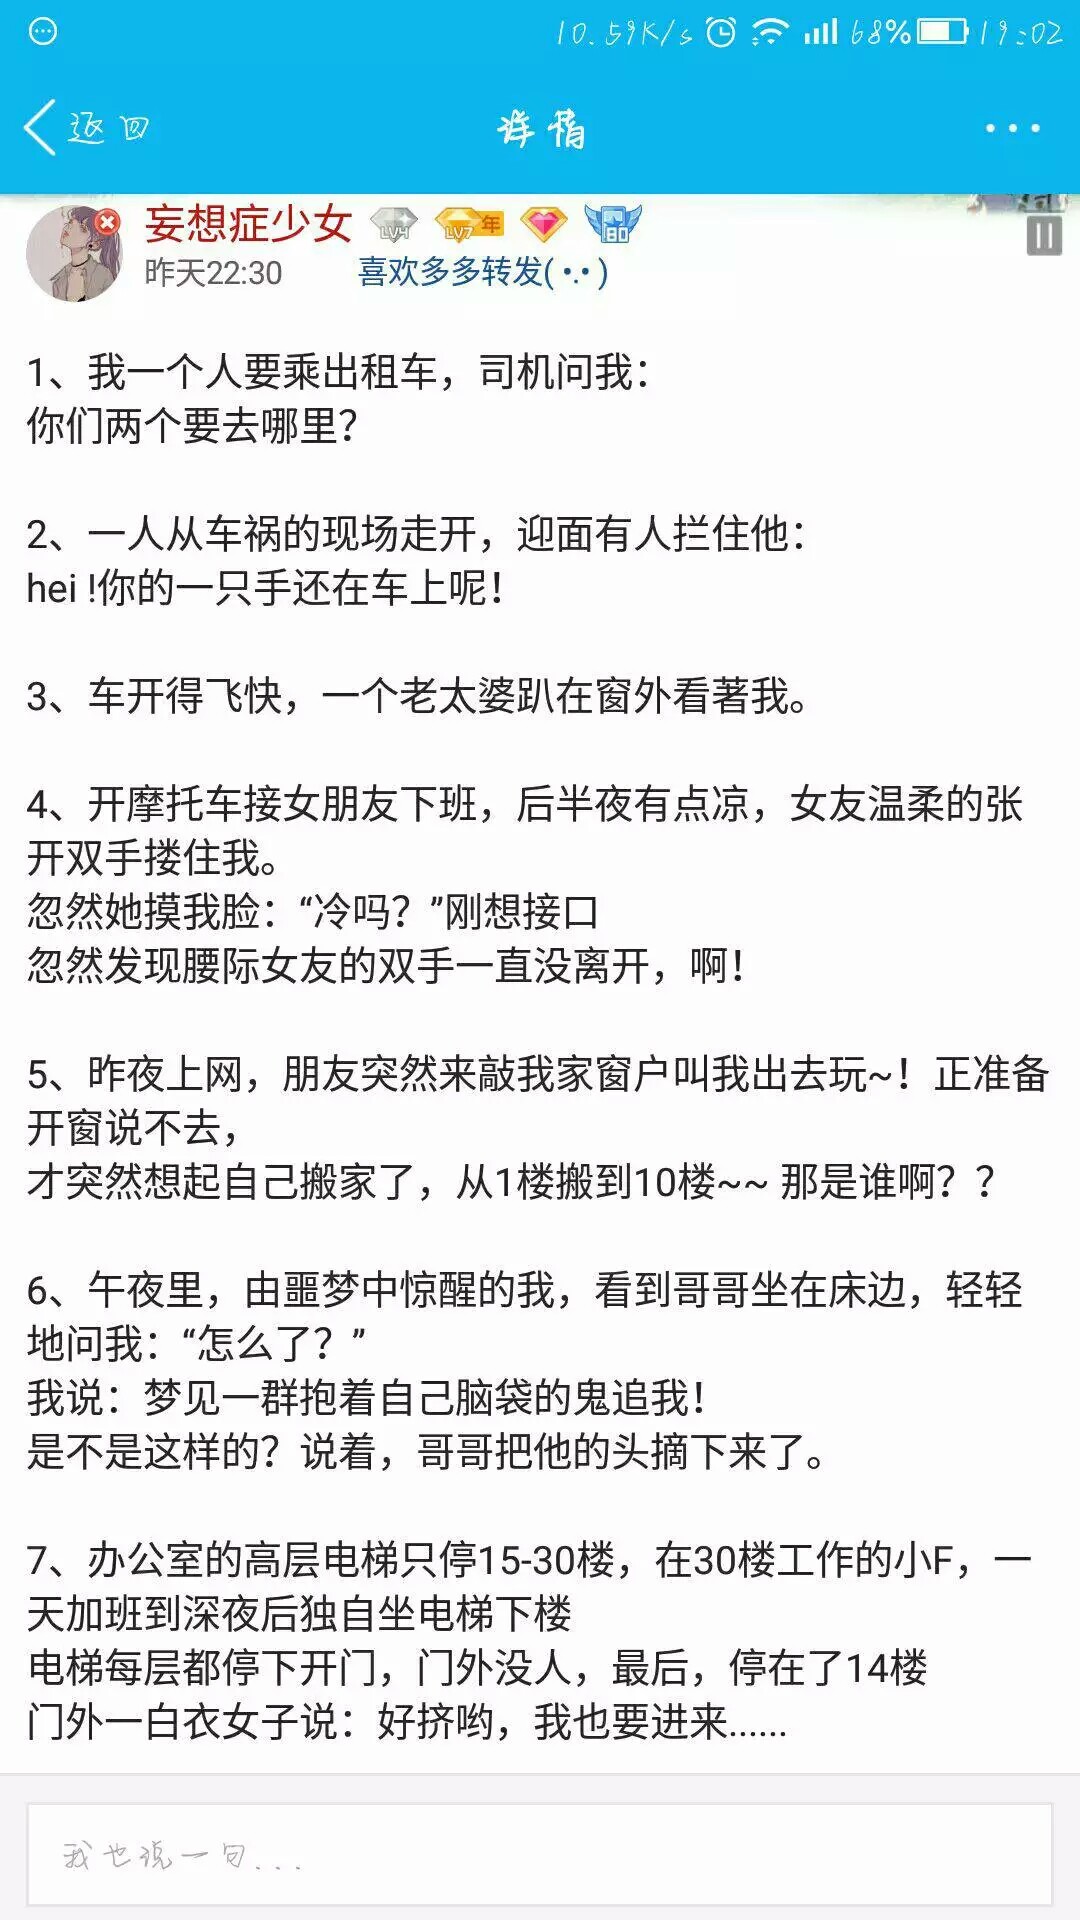 10.59K/s 68% 19:02
返回 详情
妄想症少女 LV4 LV7年 80
昨天22:30 喜欢多多转发(•.•)
1、我一个人要乘出租车，司机问我：
你们两个要去哪里？
2、一人从车祸的现场走开，迎面有人拦住他：
hei !你的一只手还在车上呢！
3、车开得飞快，一个老太婆趴在窗外看著我。
4、开摩托车接女朋友下班，后半夜有点凉，女友温柔的张
开双手搂住我。
忽然她摸我脸：“冷吗？”刚想接口
忽然发现腰际女友的双手一直没离开，啊！
5、昨夜上网，朋友突然来敲我家窗户叫我出去玩~！正准备
开窗说不去，
才突然想起自己搬家了，从1楼搬到10楼~~ 那是谁啊？？
6、午夜里，由噩梦中惊醒的我，看到哥哥坐在床边，轻轻
地问我：“怎么了？”
我说：梦见一群抱着自己脑袋的鬼追我！
是不是这样的？说着，哥哥把他的头摘下来了。
7、办公室的高层电梯只停15-30楼，在30楼工作的小F，一
天加班到深夜后独自坐电梯下楼
电梯每层都停下开门，门外没人，最后，停在了14楼
门外一白衣女子说：好挤哟，我也要进来......
我也说一句...